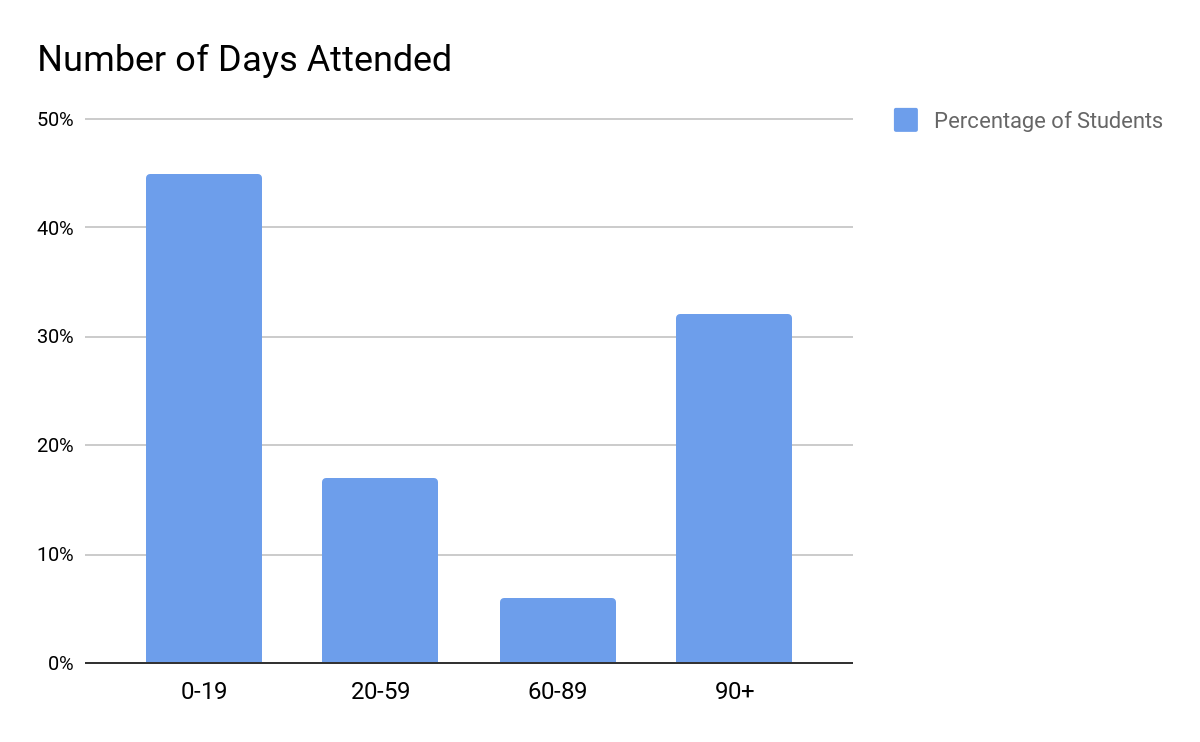 Number of Days Attended
Percentage of Students
50%
40%
30%
20%
10%
0%
0-19 20-59 60-89 90+